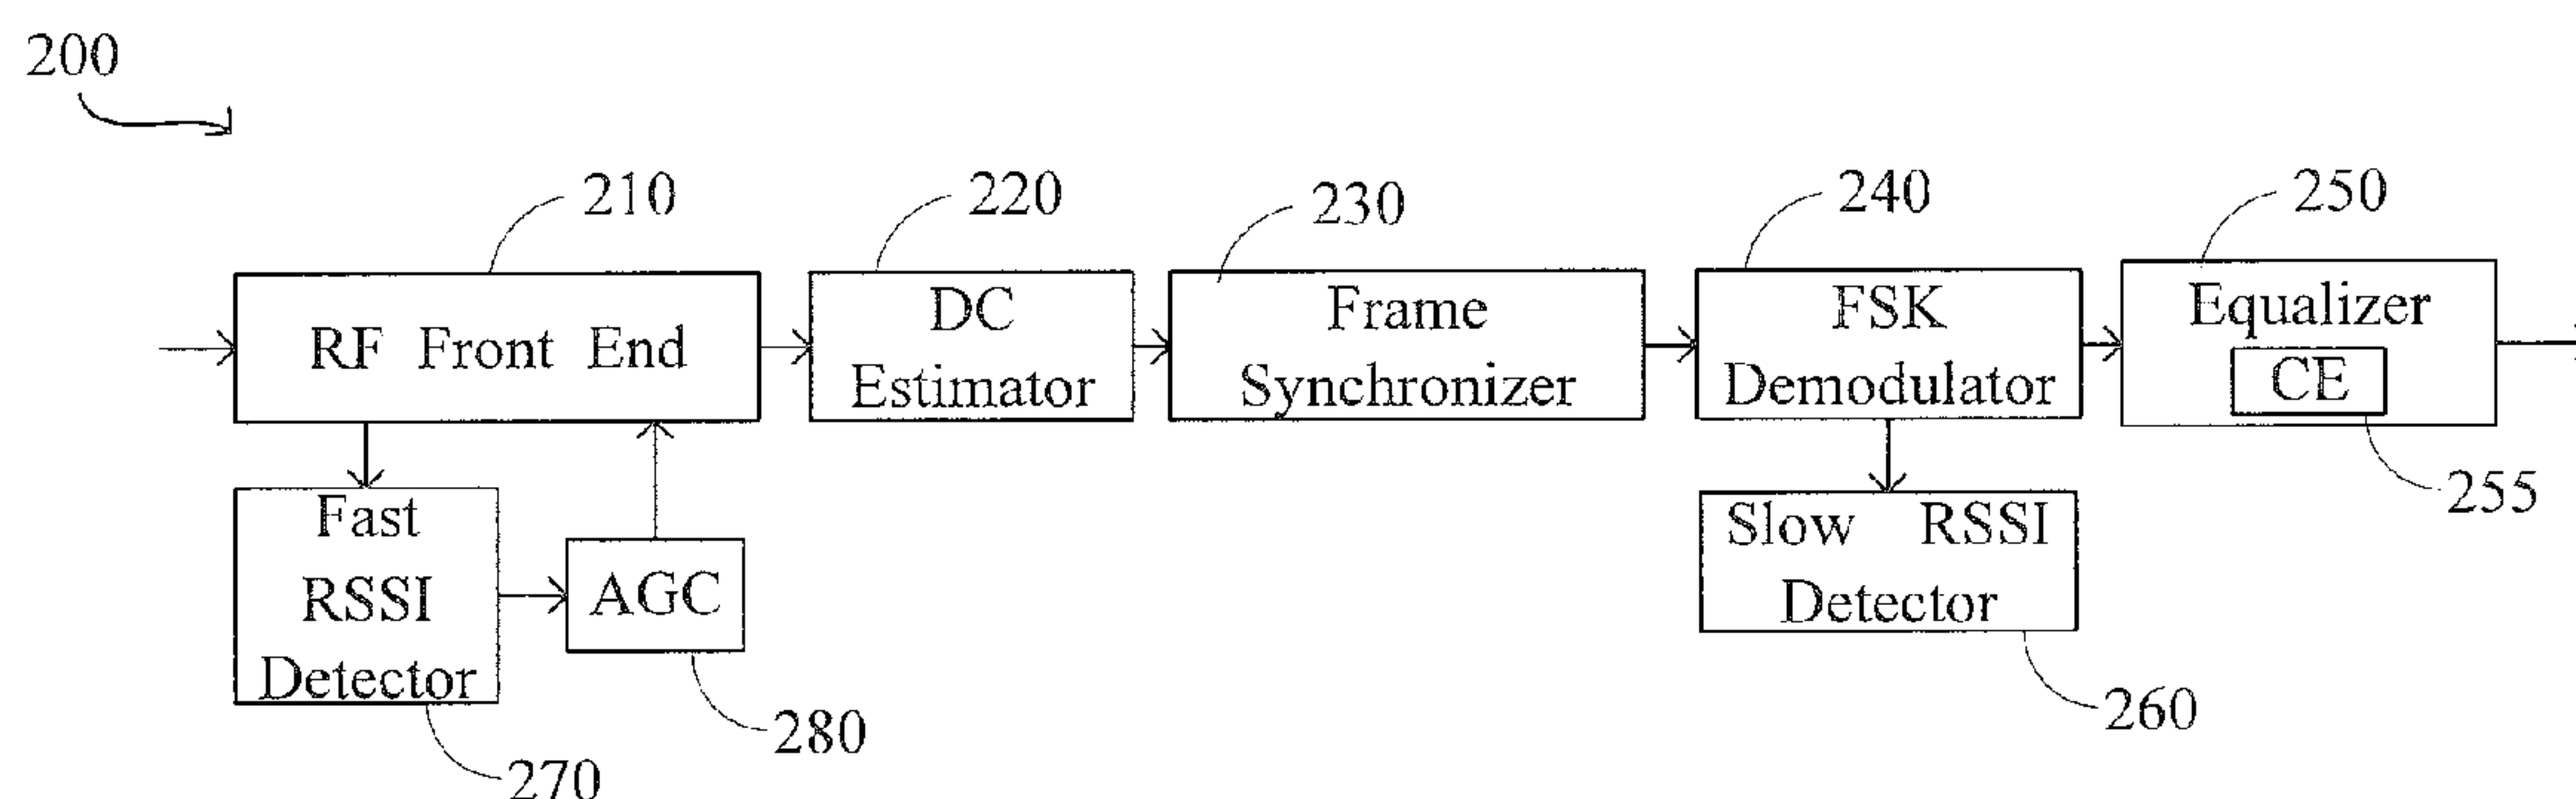 200
210
220
230
240
250
RF Front End
DC
Estimator
Frame
Synchronizer
FSK
Demodulator
Equalizer
CE
255
Fast
RSSI
Detector
AGC
Slow RSSI
Detector
260
280
270